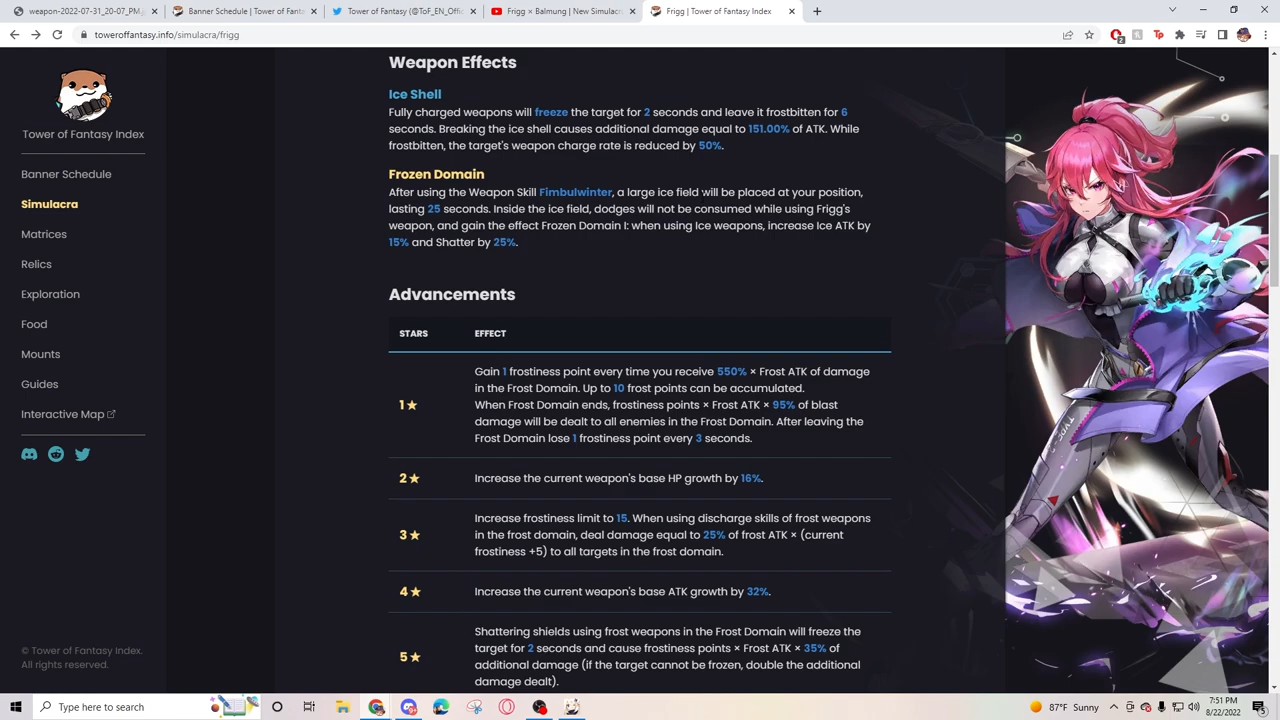 weapon-2022-07-31_20-07_PM.j
Banner Schedule | Tower of Fanta
Tower of Fantasy (@ToF_EN_Offic
Frigg × Balmung | New Simulacr
Frigg | Tower of Fantasy Index
toweroffantasy.info/simulacra/frigg
2
Tower of Fantasy Index
Banner Schedule
Simulacra
Matrices
Relics
Exploration
Food
Mounts
Guides
Interactive Map
© Tower of Fantasy Index.
All rights reserved.
Weapon Effects
Ice Shell
Fully charged weapons will freeze the target for 2 seconds and leave it frostbitten for 6
seconds. Breaking the ice shell causes additional damage equal to 151.00% of ATK. While
frostbitten, the target's weapon charge rate is reduced by 50%.
Frozen Domain
After using the Weapon Skill Fimbulwinter, a large ice field will be placed at your position,
lasting 25 seconds. Inside the ice field, dodges will not be consumed while using Frigg's
weapon, and gain the effect Frozen Domain I: when using Ice weapons, increase Ice ATK by
15% and Shatter by 25%.
Advancements
STARS EFFECT
1★
Gain 1 frostiness point every time you receive 550% × Frost ATK of damage
in the Frost Domain. Up to 10 frost points can be accumulated.
When Frost Domain ends, frostiness points × Frost ATK × 95% of blast
damage will be dealt to all enemies in the Frost Domain. After leaving the
Frost Domain lose 1 frostiness point every 3 seconds.
2★ Increase the current weapon's base HP growth by 16%.
3★
Increase frostiness limit to 15. When using discharge skills of frost weapons
in the frost domain, deal damage equal to 25% of frost ATK × (current
frostiness +5) to all targets in the frost domain.
4★ Increase the current weapon's base ATK growth by 32%.
5★
Shattering shields using frost weapons in the Frost Domain will freeze the
target for 2 seconds and cause frostiness points × Frost ATK × 35% of
additional damage (if the target cannot be frozen, double the additional
damage dealt).
Type here to search
87°F Sunny
7:51 PM
8/22/2022
5